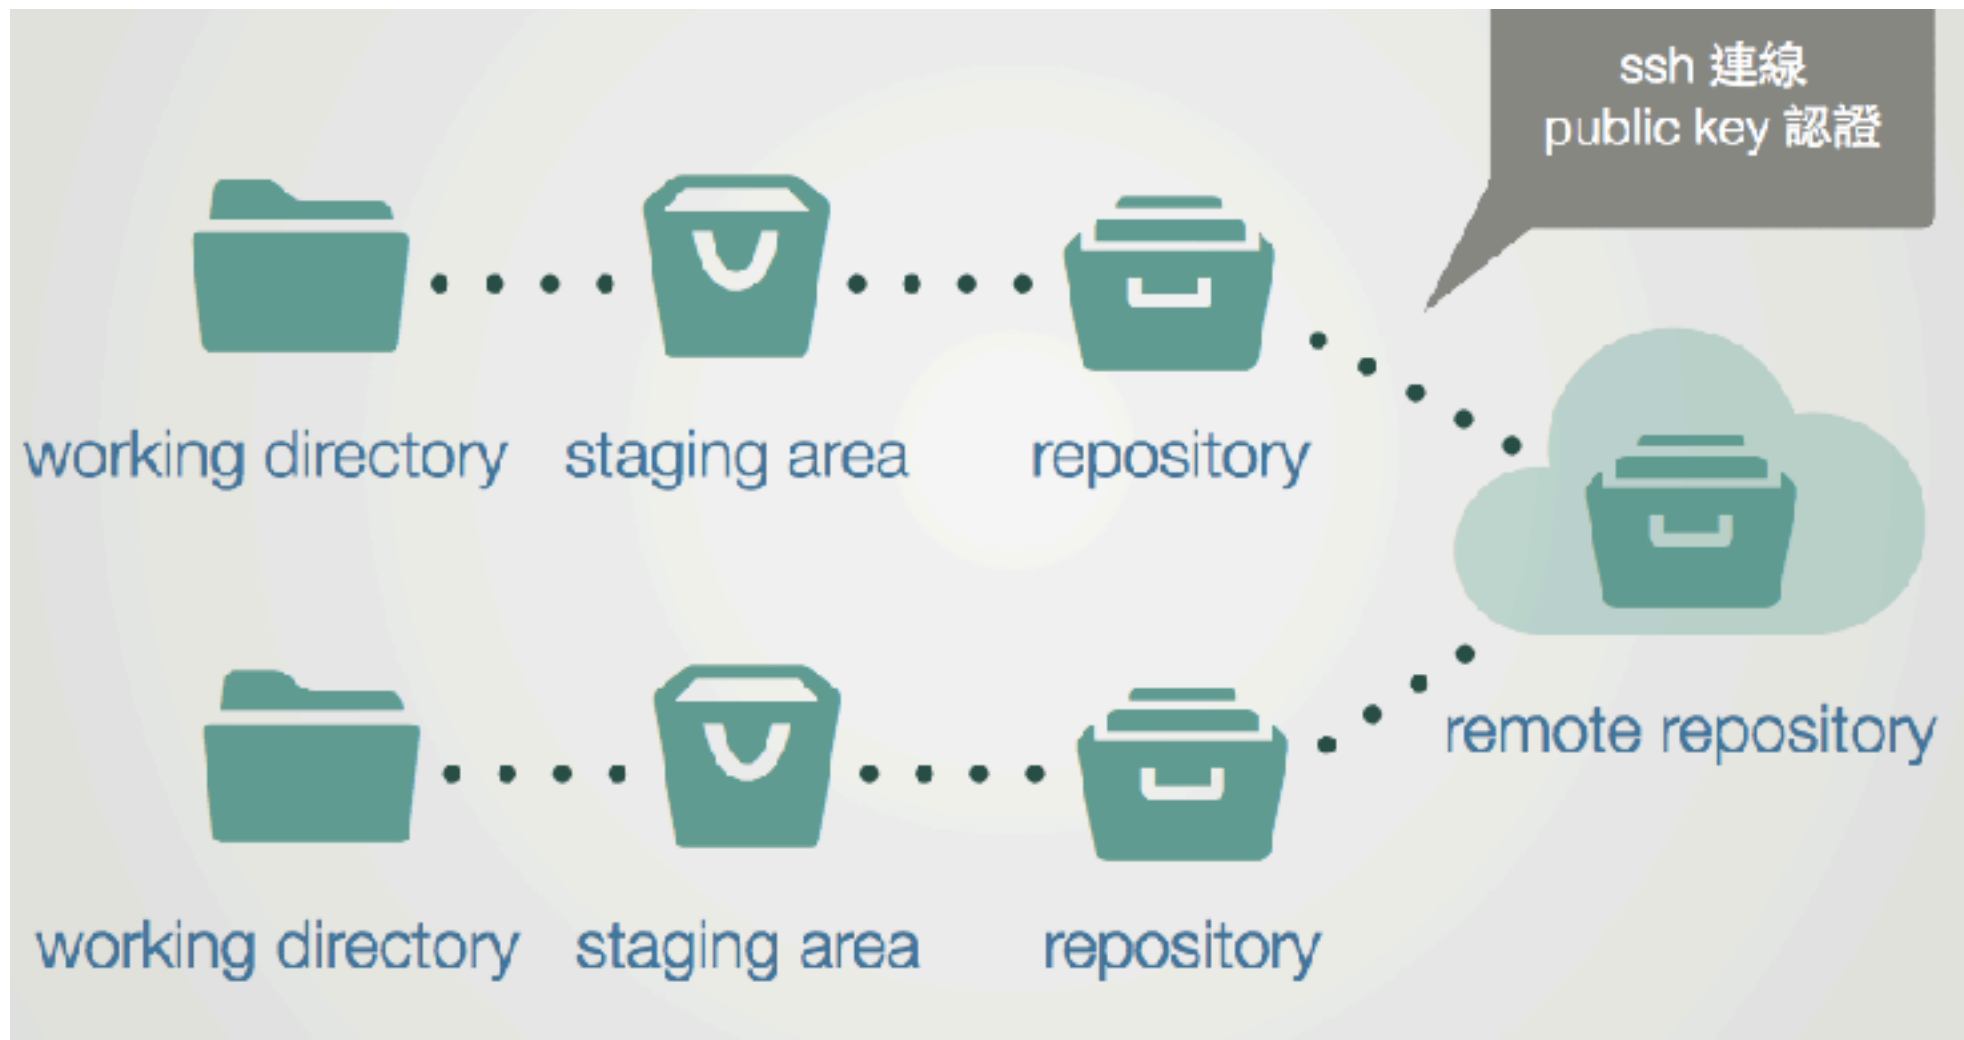 ssh 連線
public key 認證
working directory
staging area
repository
remote repository
working directory
staging area
repository